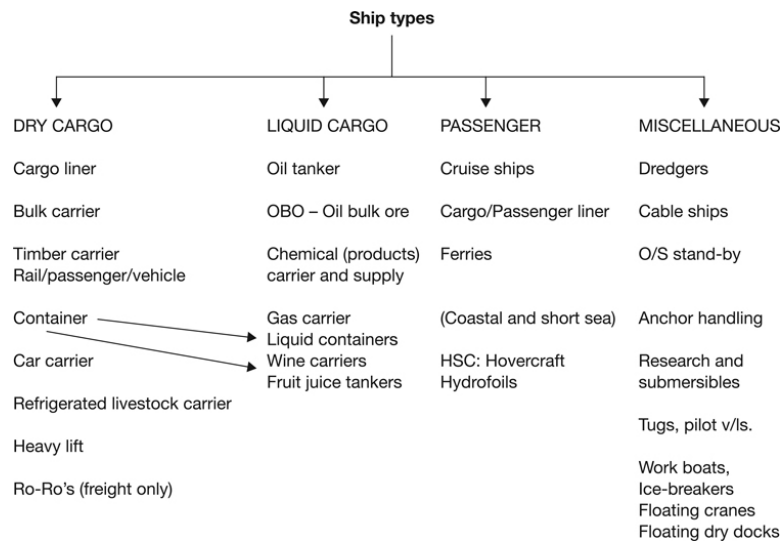 Ship types
DRY CARGO
Cargo liner
Bulk carrier
Timber carrier
Rail/passenger/vehicle
Container
Car carrier
Refrigerated livestock carrier
Heavy lift
Ro-Ro's (freight only)
LIQUID CARGO
Oil tanker
OBO – Oil bulk ore
Chemical (products)
carrier and supply
Gas carrier
Liquid containers
Wine carriers
Fruit juice tankers
PASSENGER
Cruise ships
Cargo/Passenger liner
Ferries
(Coastal and short sea)
HSC: Hovercraft
Hydrofoils
MISCELLANEOUS
Dredgers
Cable ships
O/S stand-by
Anchor handling
Research and
submersibles
Tugs, pilot v/ls.
Work boats,
Ice-breakers
Floating cranes
Floating dry docks